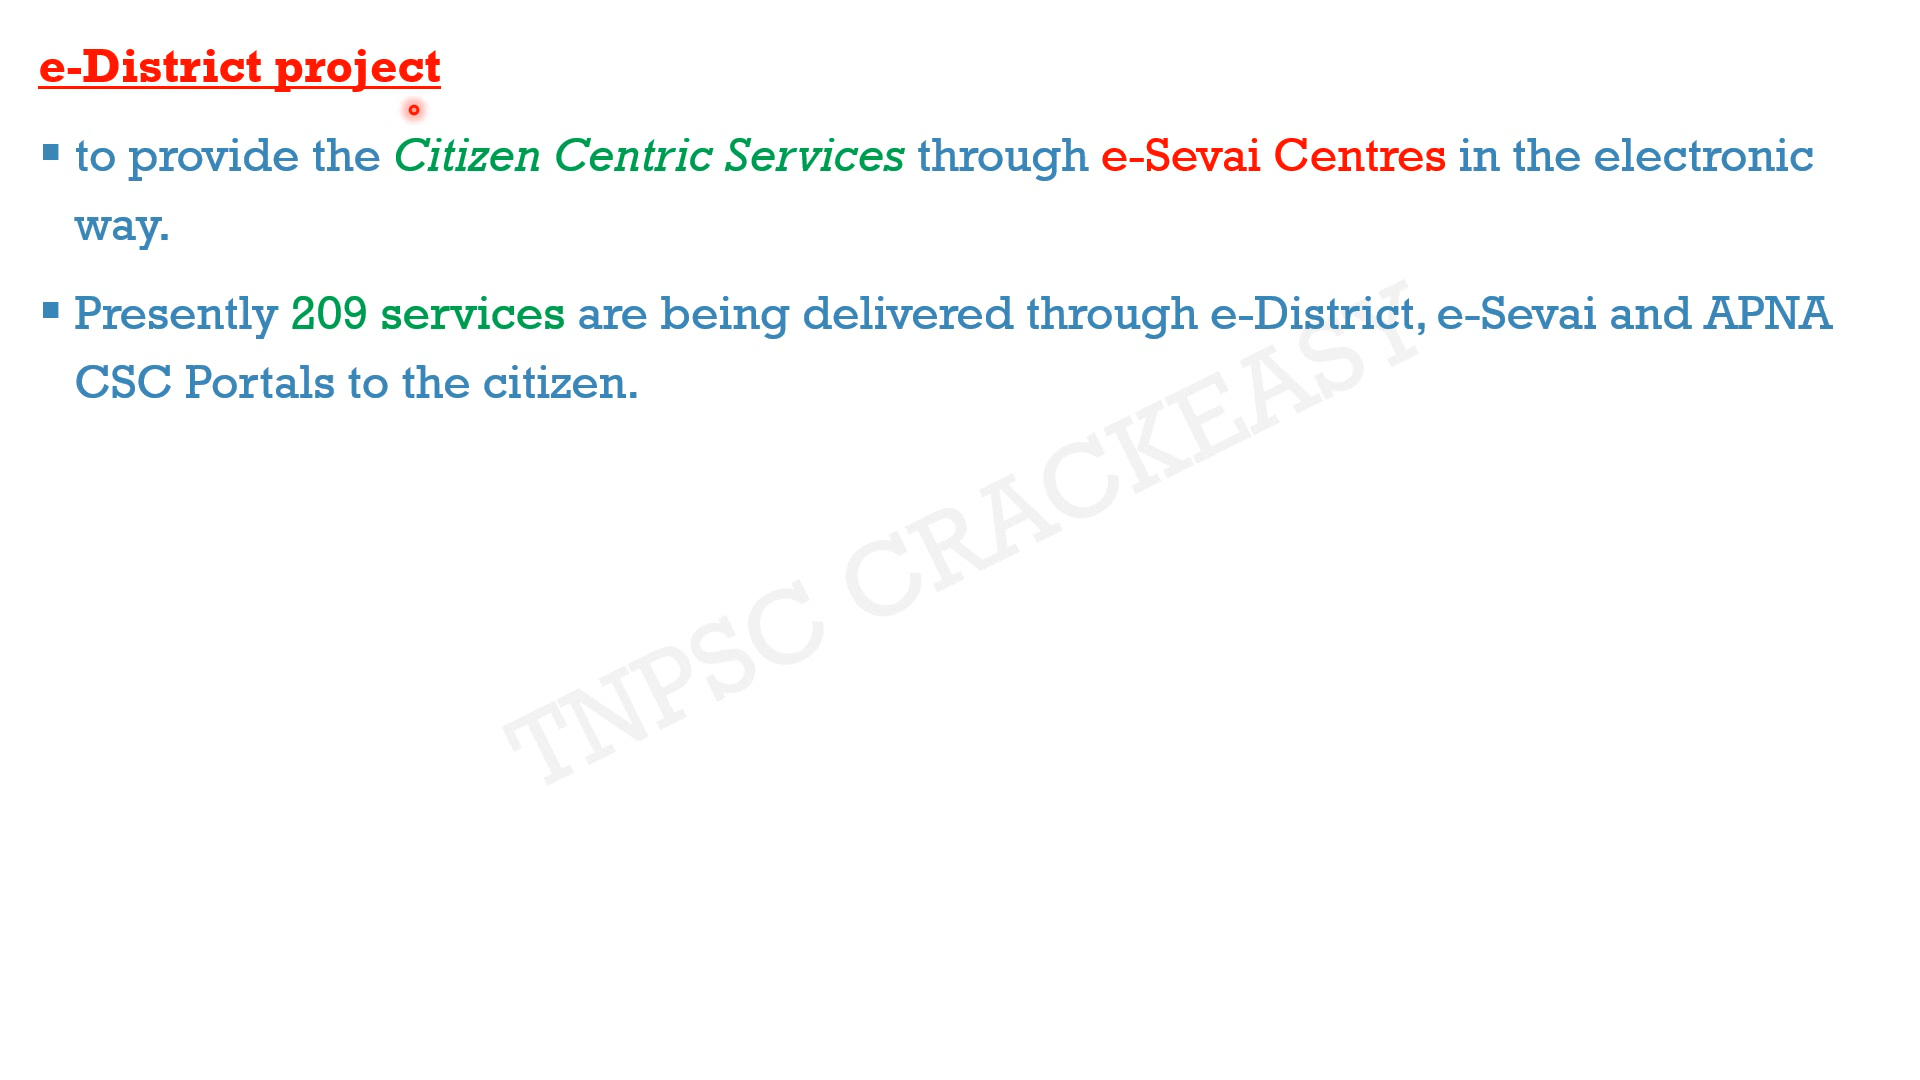 e-District project
▪ to provide the Citizen Centric Services through e-Sevai Centres in the electronic
way.
▪ Presently 209 services are being delivered through e-District, e-Sevai and APNA
CSC Portals to the citizen.
TNPSC CRACKEASY